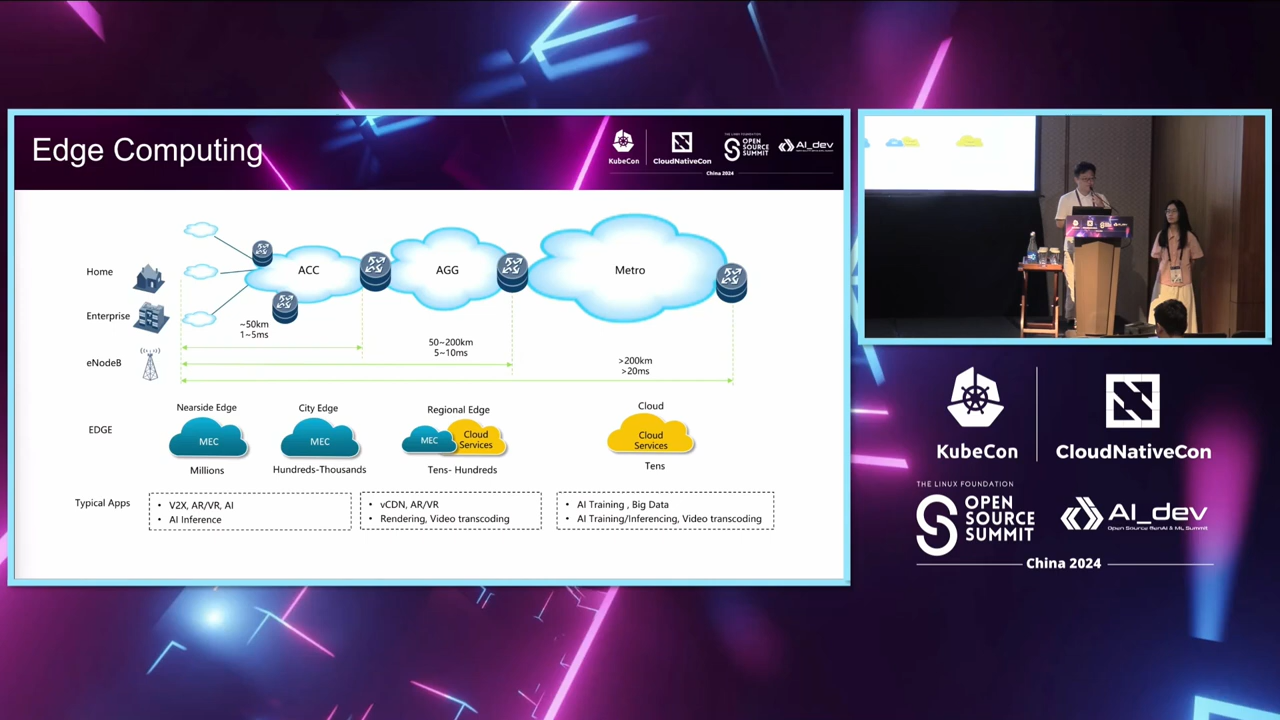 Edge Computing
KubeCon
CloudNativeCon
THE LINUX FOUNDATION
OPEN
SOURCE
SUMMIT
AI_dev
China 2024
Home
Enterprise
eNodeB
ACC
AGG
Metro
~50km
1~5ms
50~200km
5~10ms
>200km
>20ms
EDGE
Nearside Edge
MEC
Millions
City Edge
MEC
Hundreds-Thousands
Regional Edge
MEC
Cloud
Services
Tens- Hundreds
Cloud
Cloud
Services
Tens
Typical Apps
• V2X, AR/VR, AI
• AI Inference
• vCDN, AR/VR
• Rendering, Video transcoding
• AI Training , Big Data
• AI Training/Inferencing, Video transcoding
KubeCon
CloudNativeCon
THE LINUX FOUNDATION
OPEN
SOURCE
SUMMIT
AI_dev
Open Source GenAI & ML Summit
China 2024